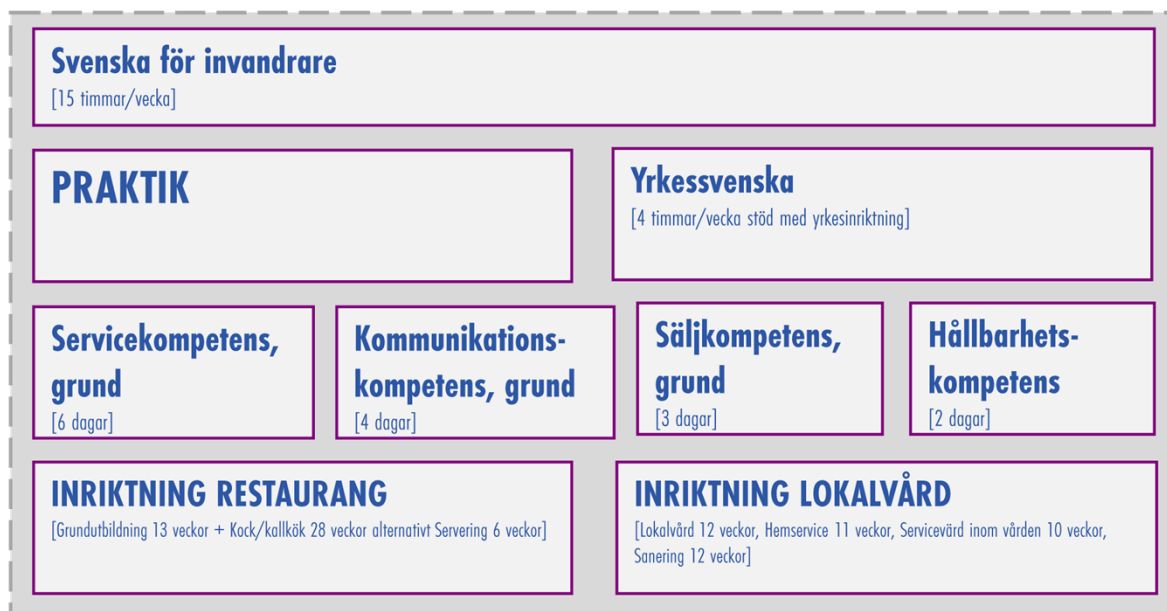 Svenska för invandrare
[15 timmar/vecka]
PRAKTIK
Yrkessvenska
[4 timmar/vecka stöd med yrkesinriktning]
Servicekompetens,
grund
[6 dagar]
Kommunikations-
kompetens, grund
[4 dagar]
Säljkompetens,
grund
[3 dagar]
Hållbarhets-
kompetens
[2 dagar]
INRIKTNING RESTAURANG
[Grundutbildning 13 veckor + Kock/kallkök 28 veckor alternativt Servering 6 veckor]
INRIKTNING LOKALVÅRD
[Lokalvård 12 veckor, Hemservice 11 veckor, Servicevärd inom vården 10 veckor,
Sanering 12 veckor]